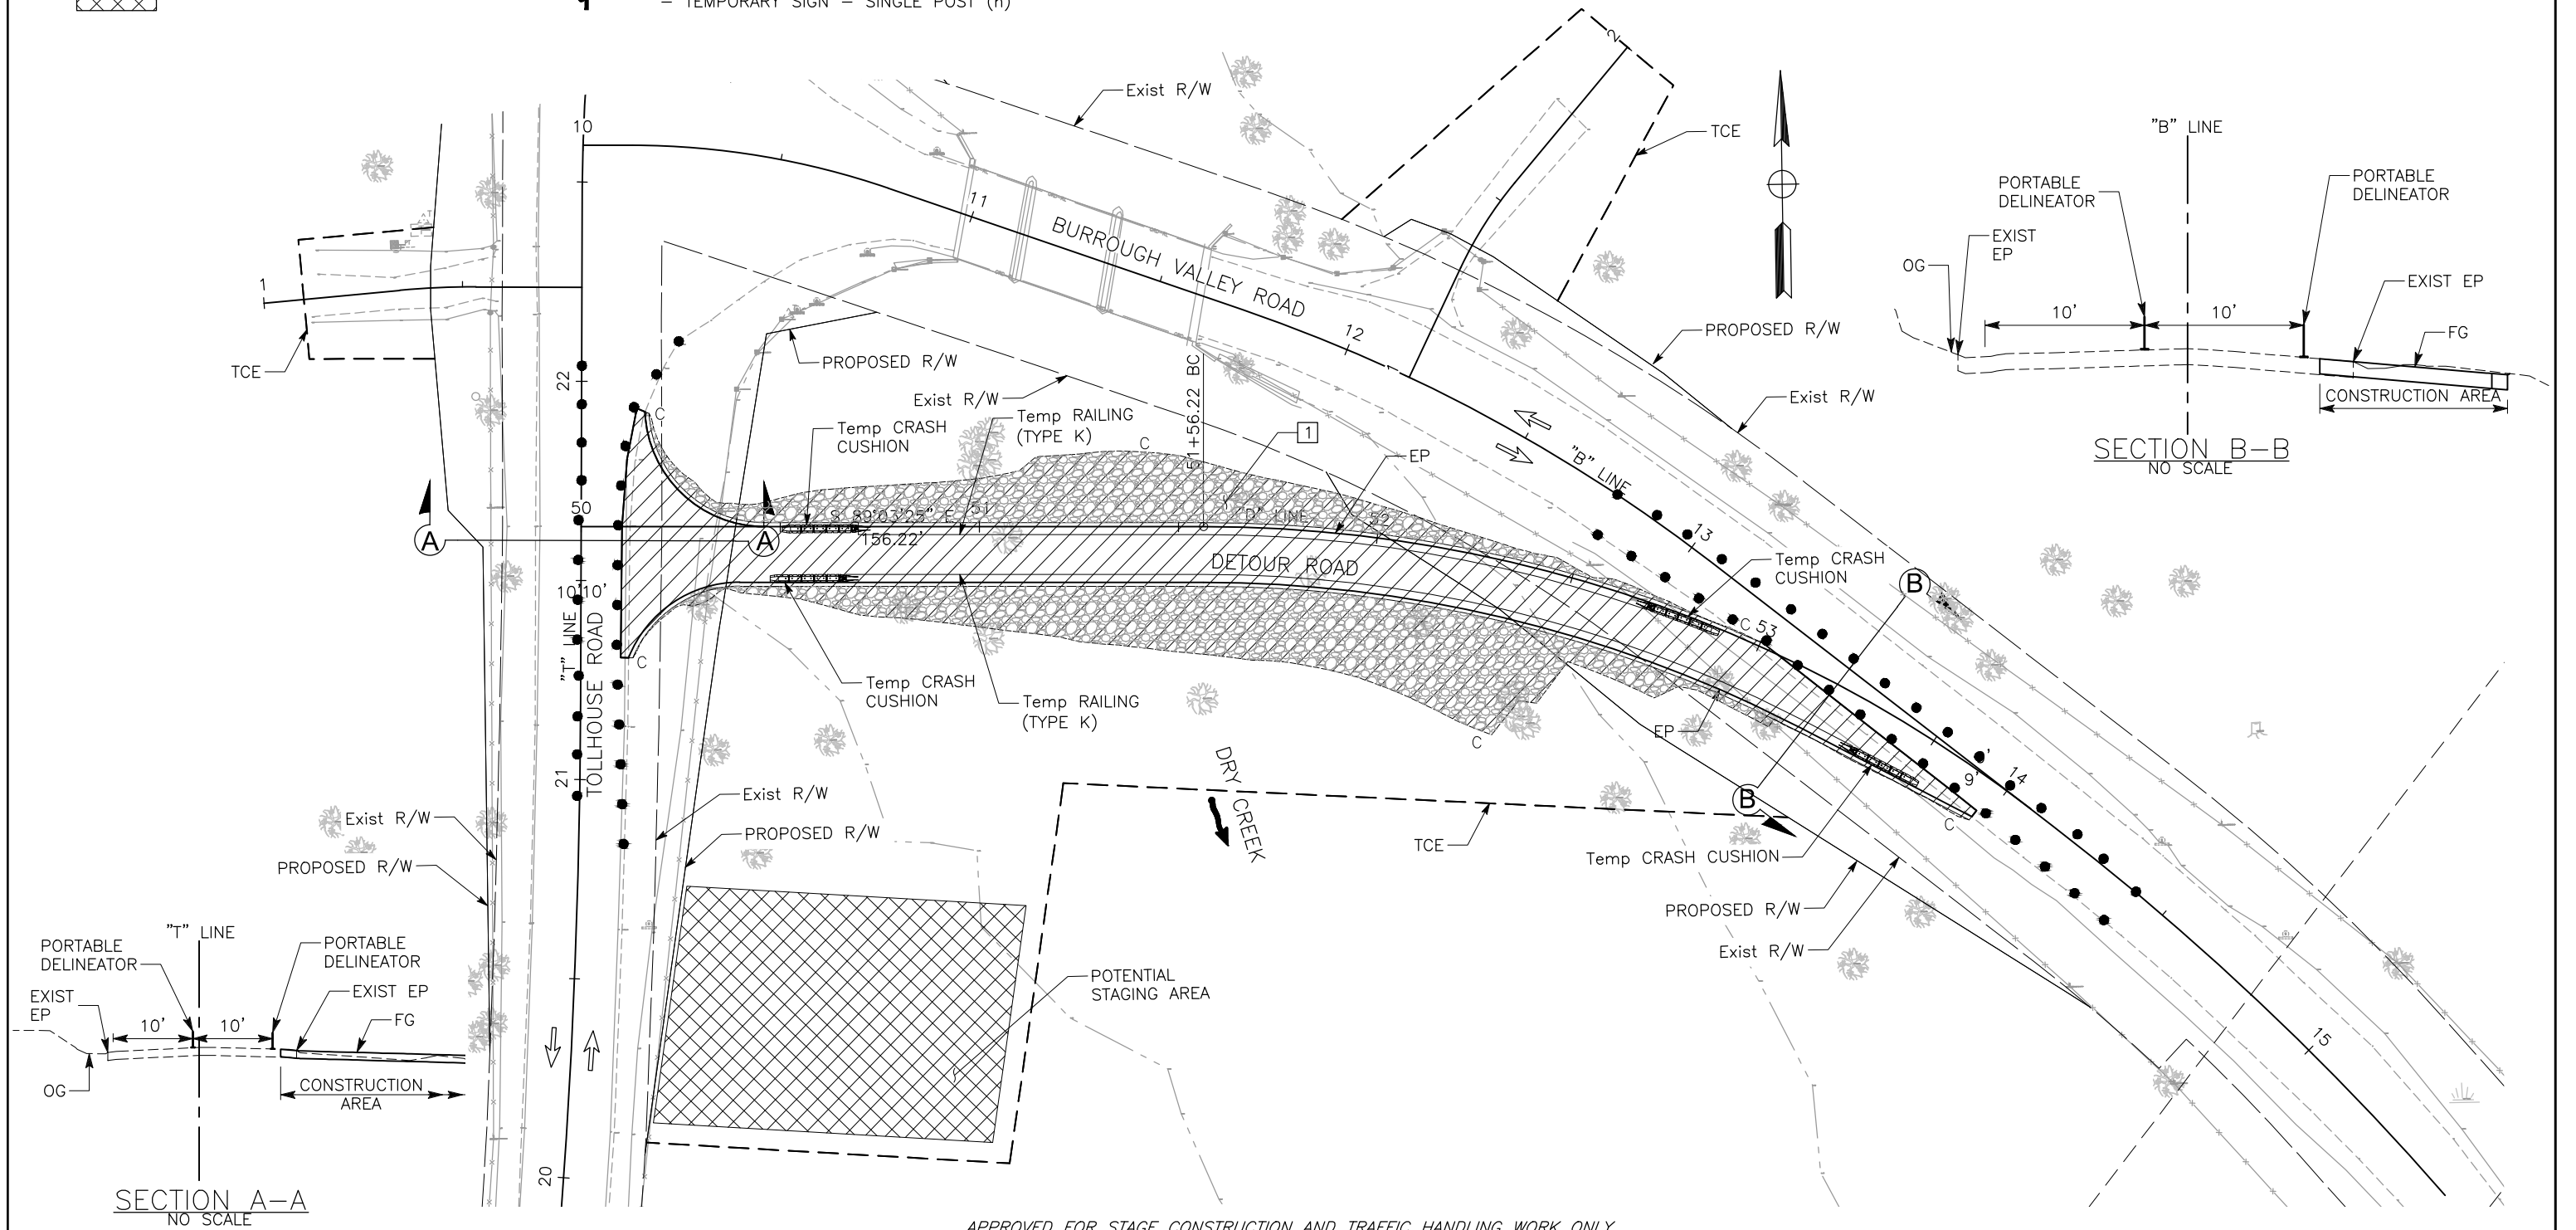 — TEMPORARY SIGN — SINGLE POST (n)
Exist R/W
TCE
"B" LINE
PORTABLE
DELINEATOR
PORTABLE
DELINEATOR
EXIST
EP
OG
10'
10'
EXIST EP
FG
CONSTRUCTION AREA
SECTION B-B
NO SCALE
10
11
BURROUGH VALLEY ROAD
12
2
1
PROPOSED R/W
Exist R/W
1
TCE
22
PROPOSED R/W
Exist R/W
Temp CRASH
CUSHION
Temp RAILING
(TYPE K)
C
C
51+56.22 BC
1
EP
"B" LINE
50
S 89°03'25" E
51
156.22'
"D" LINE
52
DETOUR ROAD
A
A
13
Temp CRASH
CUSHION
B
10'
10'
"T" LINE
TOLLHOUSE ROAD
C
C
53
Temp CRASH
CUSHION
Temp RAILING
(TYPE K)
EP
C
DRY
CREEK
21
Exist R/W
PROPOSED R/W
Exist R/W
PROPOSED R/W
TCE
B
9'
14
C
Temp CRASH CUSHION
PROPOSED R/W
Exist R/W
POTENTIAL
STAGING AREA
15
20
"T" LINE
PORTABLE
DELINEATOR
PORTABLE
DELINEATOR
EXIST
EP
10'
10'
EXIST EP
FG
OG
CONSTRUCTION
AREA
SECTION A-A
NO SCALE
APPROVED FOR STAGE CONSTRUCTION AND TRAFFIC HANDLING WORK ONLY